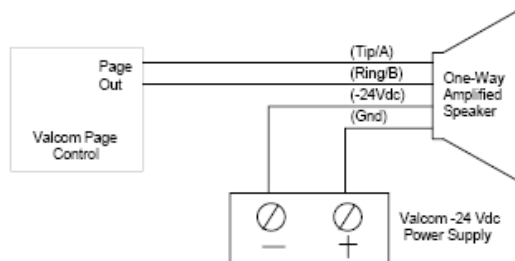 Page
Out
Valcom Page
Control
(Tip/A)
(Ring/B)
(-24Vdc)
(Gnd)
One-Way
Amplified
Speaker
Valcom -24 Vdc
Power Supply
— +